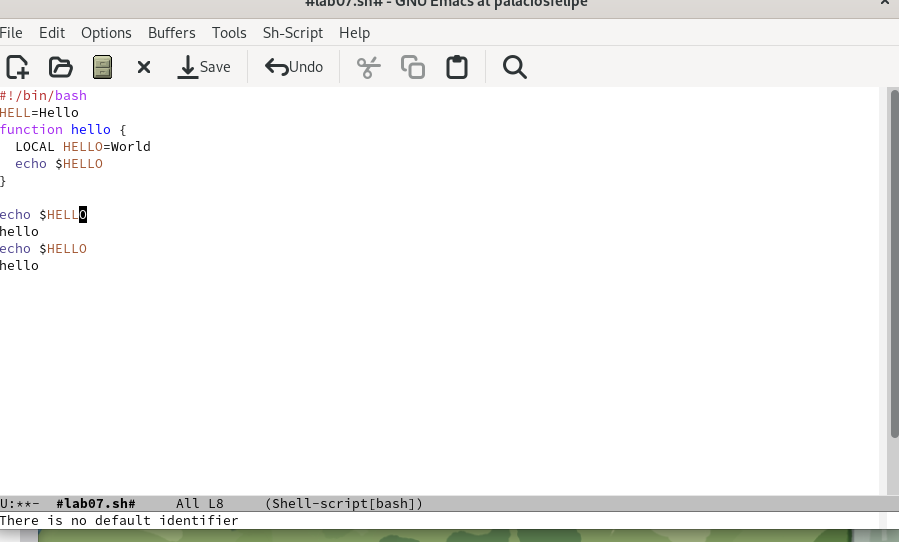 #lab07.sh# - GNU Emacs at palaciosfelipe
File Edit Options Buffers Tools Sh-Script Help
Save Undo
#!/bin/bash
HELL=Hello
function hello {
  LOCAL HELLO=World
  echo $HELLO
}
echo $HELLO
hello
echo $HELLO
hello
U:**-  #lab07.sh#     All L8     (Shell-script[bash])
There is no default identifier